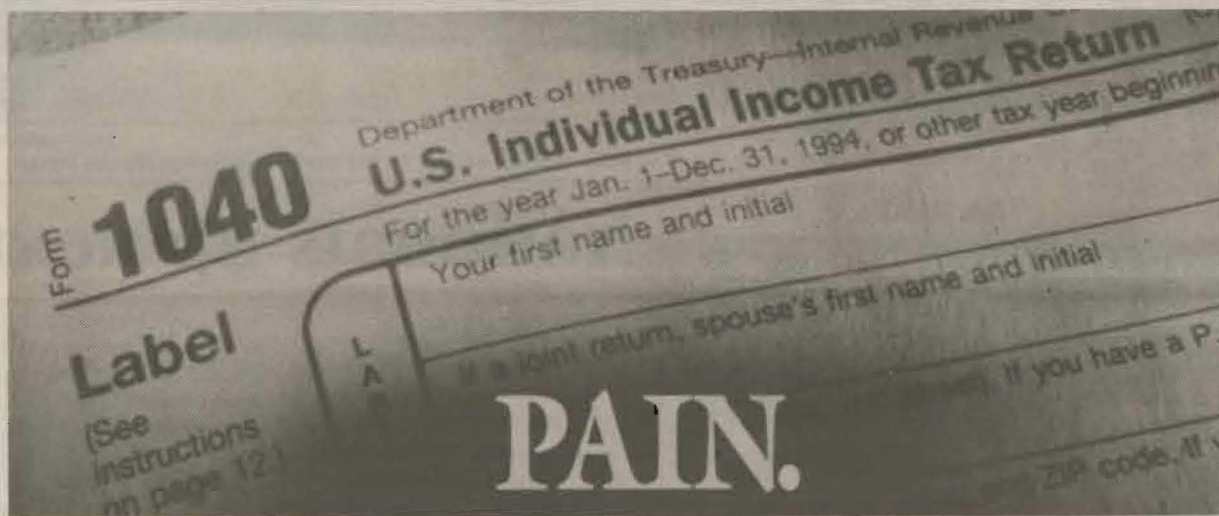 Department of the Treasury—Internal Revenue
U.S. Individual Income Tax Return
Form 1040
For the year Jan. 1–Dec. 31, 1994, or other tax year beginning
Your first name and initial
Label
L
A
If a joint return, spouse's first name and initial
(See
instructions
on page 12.)
If you have a P.
ZIP code. If
PAIN.